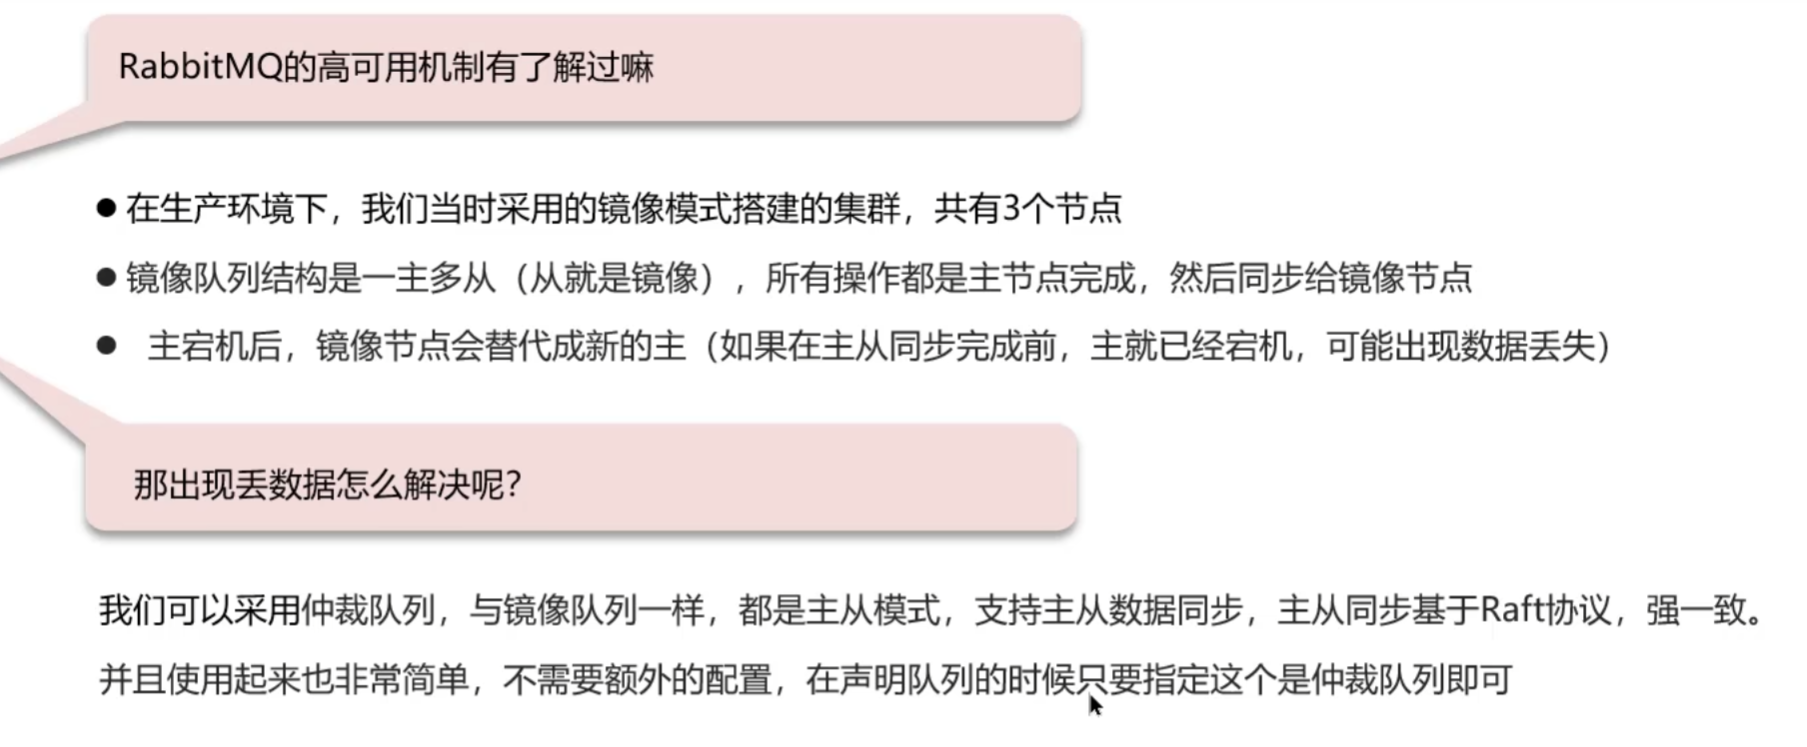 RabbitMQ的高可用机制有了解过嘛
● 在生产环境下，我们当时采用的镜像模式搭建的集群，共有3个节点
● 镜像队列结构是一主多从（从就是镜像），所有操作都是主节点完成，然后同步给镜像节点
● 主宕机后，镜像节点会替代成新的主（如果在主从同步完成前，主就已经宕机，可能出现数据丢失）
那出现丢数据怎么解决呢？
我们可以采用仲裁队列，与镜像队列一样，都是主从模式，支持主从数据同步，主从同步基于Raft协议，强一致。
并且使用起来也非常简单，不需要额外的配置，在声明队列的时候只要指定这个是仲裁队列即可